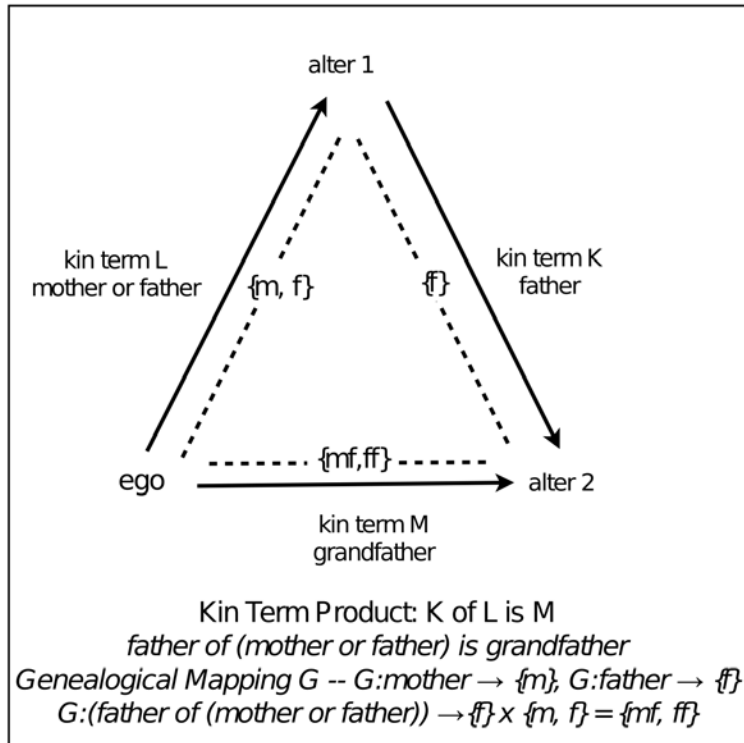 alter 1
kin term L
mother or father
{m, f}
{f}
kin term K
father
{mf,ff}
ego
alter 2
kin term M
grandfather
Kin Term Product: K of L is M
father of (mother or father) is grandfather
Genealogical Mapping G -- G:mother → {m}, G:father → {f}
G:(father of (mother or father)) →{f} x {m, f} = {mf, ff}